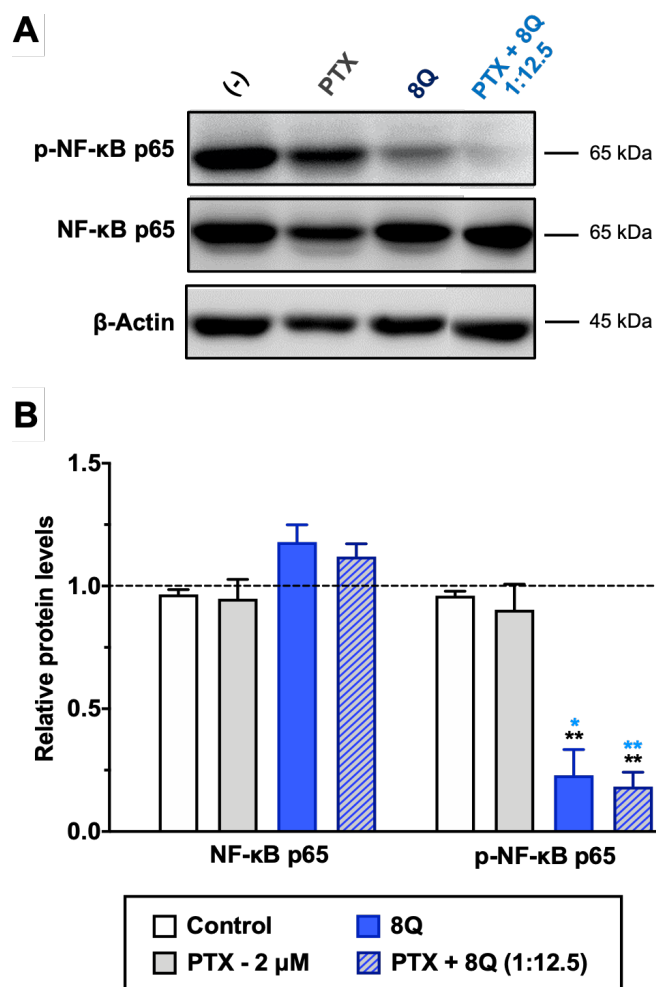 A
(-)
PTX
8Q
PTX + 8Q
1:12.5
p-NF-κB p65
65 kDa
NF-κB p65
65 kDa
β-Actin
45 kDa
B
Relative protein levels
1.5
1.0
0.5
0.0
*
**
**
**
NF-κB p65
p-NF-κB p65
Control
8Q
PTX - 2 μM
PTX + 8Q (1:12.5)